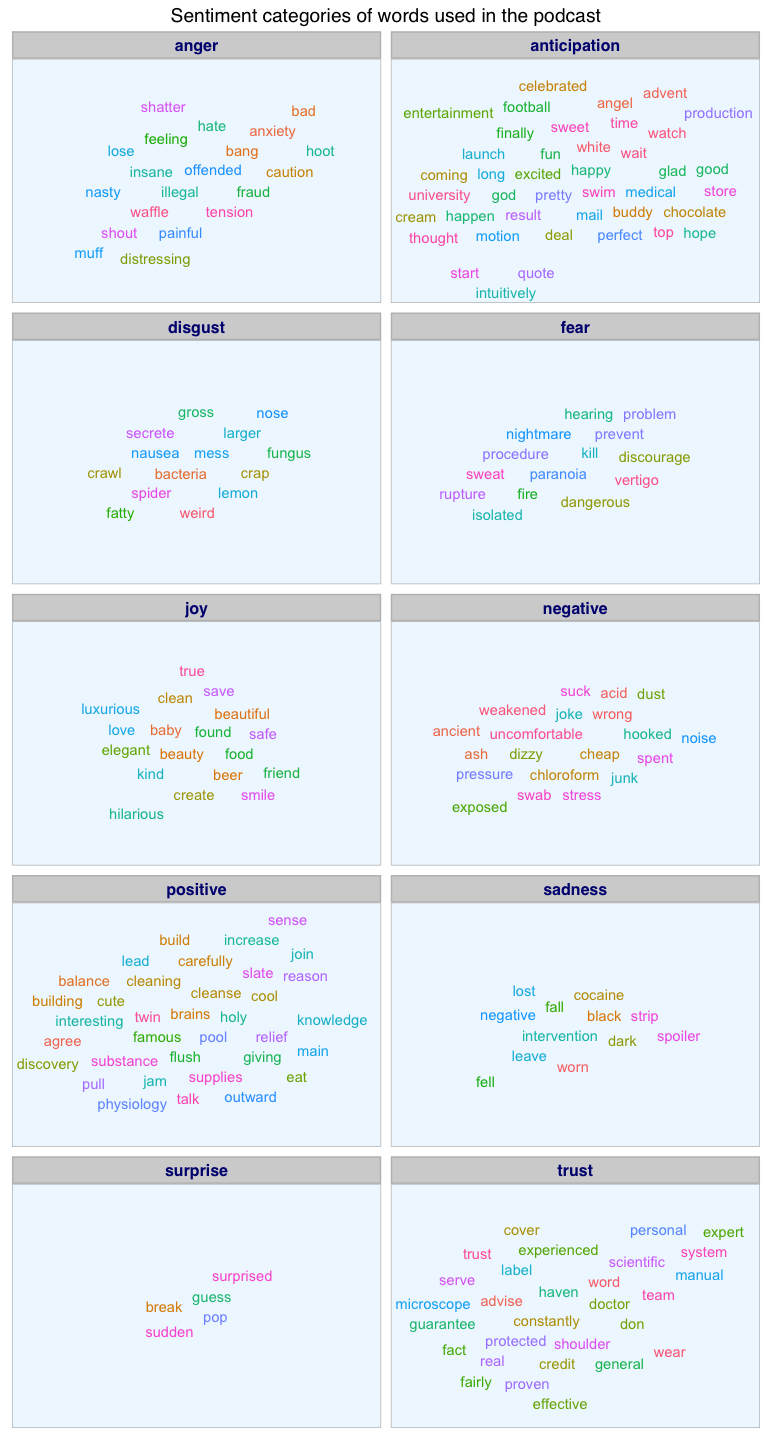 Sentiment categories of words used in the podcast
anger
shatter
bad
hate
anxiety
feeling
lose
bang
hoot
insane
offended
caution
nasty
illegal
fraud
waffle
tension
shout
painful
muff
distressing
anticipation
celebrated
advent
angel
football
entertainment
production
time
sweet
finally
watch
white
launch
fun
wait
happy
glad
good
coming
long
excited
university
god
pretty
swim
medical
store
cream
happen
result
mail
buddy
chocolate
thought
motion
deal
perfect
top
hope
start
quote
intuitively
disgust
gross
nose
secrete
larger
nausea
mess
fungus
crawl
bacteria
crap
spider
lemon
fatty
weird
fear
hearing
problem
nightmare
prevent
procedure
kill
discourage
sweat
paranoia
vertigo
rupture
fire
dangerous
isolated
joy
true
save
clean
luxurious
beautiful
love
baby
found
safe
elegant
beauty
food
kind
beer
friend
create
smile
hilarious
negative
suck
acid
dust
weakened
joke
wrong
ancient
uncomfortable
hooked
noise
ash
dizzy
cheap
spent
pressure
chloroform
junk
swab
stress
exposed
positive
sense
build
increase
join
lead
carefully
slate
reason
balance
cleaning
building
cute
cleanse
cool
interesting
twin
brains
holy
knowledge
agree
famous
pool
relief
main
discovery
substance
flush
giving
pull
jam
supplies
eat
physiology
talk
outward
sadness
lost
cocaine
fall
negative
black
strip
intervention
dark
spoiler
leave
worn
fell
surprise
surprised
guess
break
pop
sudden
trust
cover
personal
expert
trust
experienced
system
scientific
label
manual
serve
word
haven
team
microscope
advise
doctor
guarantee
constantly
don
protected
shoulder
fact
wear
real
credit
general
fairly
proven
effective